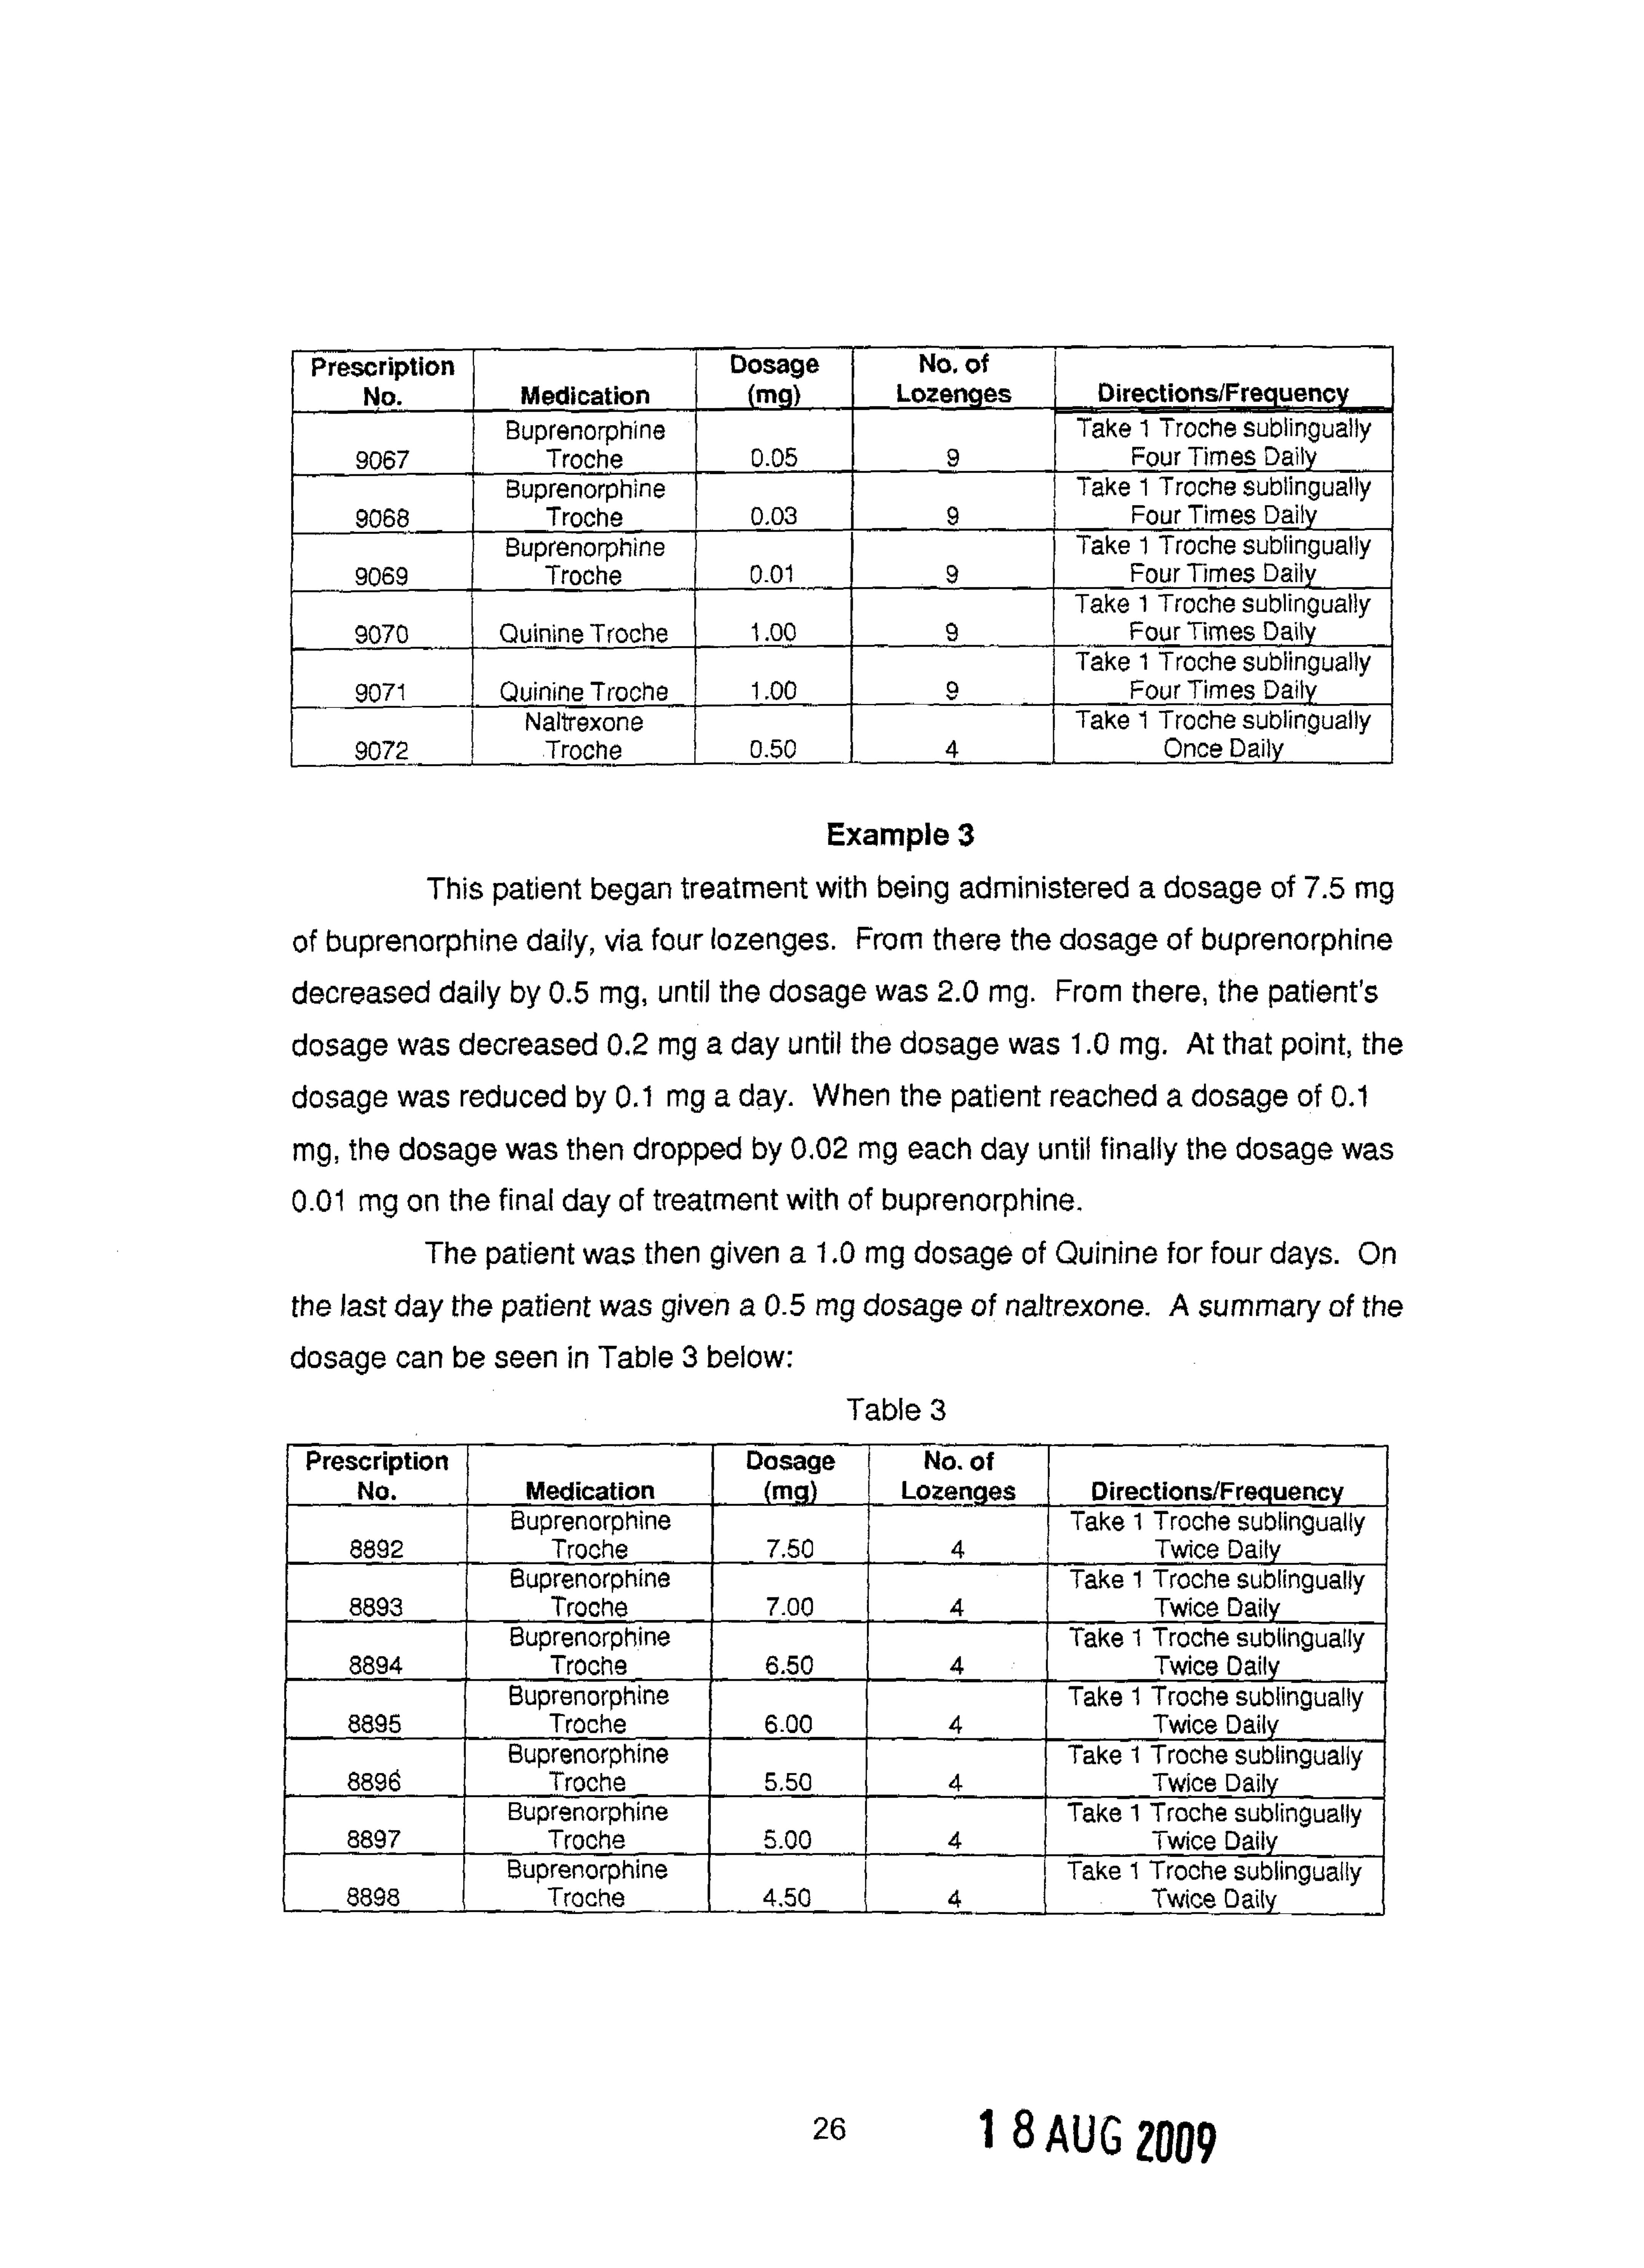 Prescription No. Medication Dosage (mg) No. of Lozenges Directions/Frequency
9067 Buprenorphine Troche 0.05 9 Take 1 Troche sublingually Four Times Daily
9068 Buprenorphine Troche 0.03 9 Take 1 Troche sublingually Four Times Daily
9069 Buprenorphine Troche 0.01 9 Take 1 Troche sublingually Four Times Daily
9070 Quinine Troche 1.00 9 Take 1 Troche sublingually Four Times Daily
9071 Quinine Troche 1.00 9 Take 1 Troche sublingually Four Times Daily
9072 Naltrexone Troche 0.50 4 Take 1 Troche sublingually Once Daily
Example 3
This patient began treatment with being administered a dosage of 7.5 mg
of buprenorphine daily, via four lozenges. From there the dosage of buprenorphine
decreased daily by 0.5 mg, until the dosage was 2.0 mg. From there, the patient's
dosage was decreased 0.2 mg a day until the dosage was 1.0 mg. At that point, the
dosage was reduced by 0.1 mg a day. When the patient reached a dosage of 0.1
mg, the dosage was then dropped by 0.02 mg each day until finally the dosage was
0.01 mg on the final day of treatment with of buprenorphine.
The patient was then given a 1.0 mg dosage of Quinine for four days. On
the last day the patient was given a 0.5 mg dosage of naltrexone. A summary of the
dosage can be seen in Table 3 below:
Table 3
Prescription No. Medication Dosage (mg) No. of Lozenges Directions/Frequency
8892 Buprenorphine Troche 7.50 4 Take 1 Troche sublingually Twice Daily
8893 Buprenorphine Troche 7.00 4 Take 1 Troche sublingually Twice Daily
8894 Buprenorphine Troche 6.50 4 Take 1 Troche sublingually Twice Daily
8895 Buprenorphine Troche 6.00 4 Take 1 Troche sublingually Twice Daily
8896 Buprenorphine Troche 5.50 4 Take 1 Troche sublingually Twice Daily
8897 Buprenorphine Troche 5.00 4 Take 1 Troche sublingually Twice Daily
8898 Buprenorphine Troche 4.50 4 Take 1 Troche sublingually Twice Daily
26 18 AUG 2009